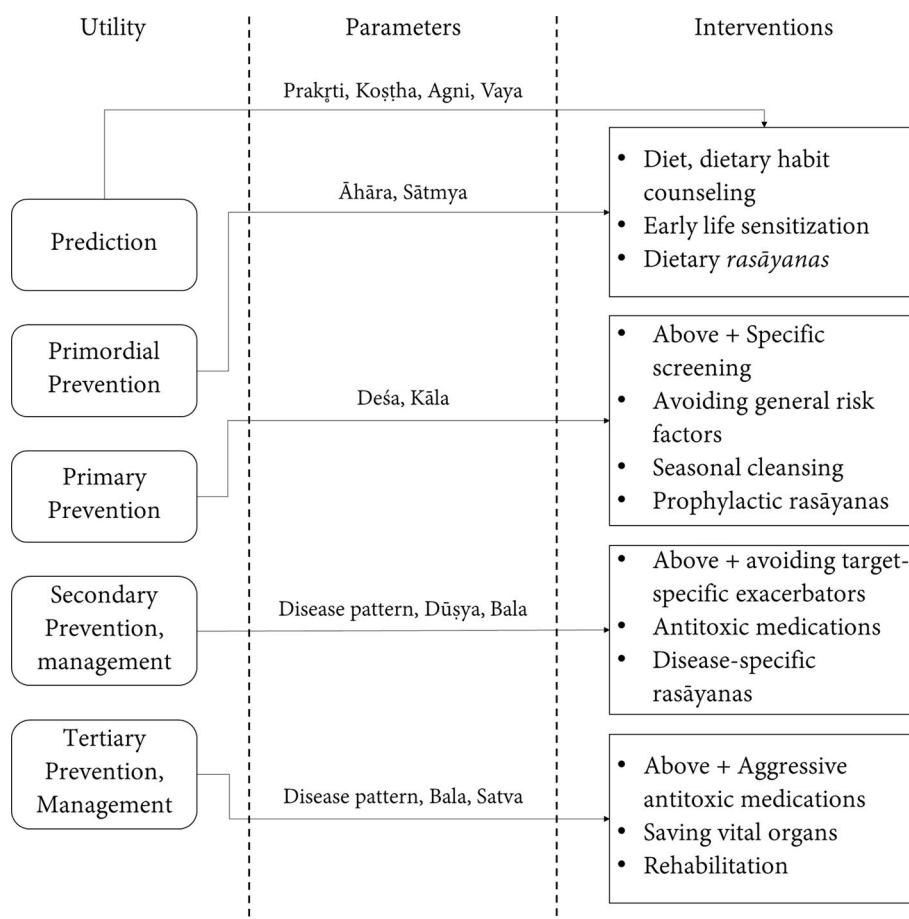 Utility
Parameters
Interventions
Prakr̥ti, Koṣṭha, Agni, Vaya
Prediction
Āhāra, Sātmya
• Diet, dietary habit
counseling
• Early life sensitization
• Dietary rasāyanas
Primordial
Prevention
Primary
Prevention
Deśa, Kāla
• Above + Specific
screening
• Avoiding general risk
factors
• Seasonal cleansing
• Prophylactic rasāyanas
Secondary
Prevention,
management
Disease pattern, Dūṣya, Bala
• Above + avoiding target-
specific exacerbators
• Antitoxic medications
• Disease-specific
rasāyanas
Tertiary
Prevention,
Management
Disease pattern, Bala, Satva
• Above + Aggressive
antitoxic medications
• Saving vital organs
• Rehabilitation